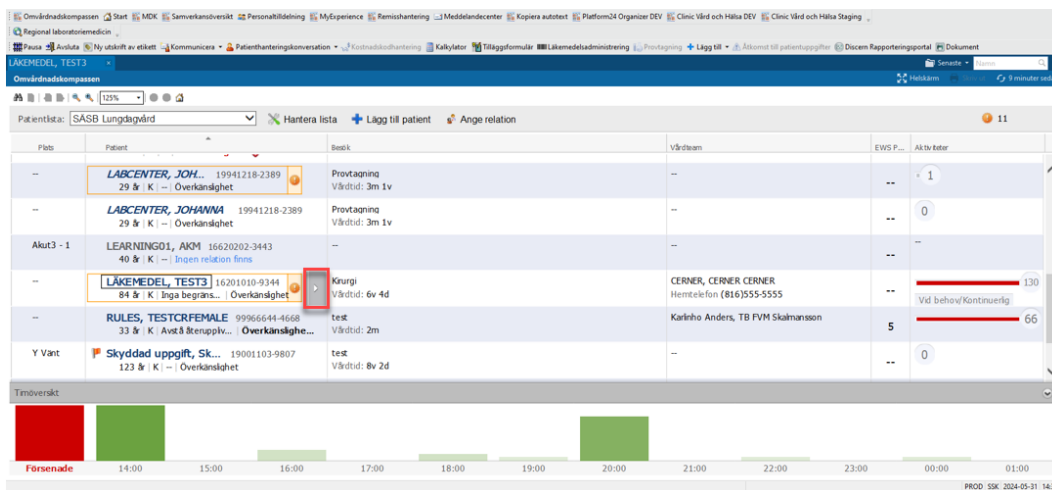 Omvårdnadskompassen Start MDK Samverkansöversikt Personaltilldelning MyExperience Remisshantering Meddelandecenter Kopiera autotext Platform24 Organizer DEV Clinic Vård och Hälsa DEV Clinic Vård och Hälsa Staging
Regional laboratoriemedicin
Pausa Avsluta Ny utskrift av etikett Kommunicera Patienthanteringskonversation Kostnadskodhantering Kalkylator Tilläggsformulär Läkemedelsadministrering Provtagning Lägg till Åtkomst till patientuppgifter Discern Rapporteringsportal Dokument
LÄKEMEDEL, TEST3 × Senaste Namn
Omvårdnadskompassen Helskärm 9 minuter sed
125%
Patientlista: SÄSB Lungdagvård Hantera lista Lägg till patient Ange relation 11
Plats Patient Besök Vårdteam EWS P... Aktiviteter
-- LABCENTER, JOH... 19941218-2389 Provtagning -- -- 1
29 år | K | -- | Överkänslighet Vårdtid: 3m 1v
-- LABCENTER, JOHANNA 19941218-2389 Provtagning -- -- 0
29 år | K | -- | Överkänslighet Vårdtid: 3m 1v
Akut3 - 1 LEARNING01, AKM 16620202-3443 -- -- -- --
40 år | K | -- | Ingen relation finns
-- LÄKEMEDEL, TEST3 16201010-9344 Kirurgi CERNER, CERNER CERNER -- 130
84 år | K | Inga begräns... | Överkänslighet Vårdtid: 6v 4d Hemtelefon (816)555-5555 Vid behov/Kontinuerlig
-- RULES, TESTCRFEMALE 99966644-4668 test Karlnho Anders, TB FVM Skalmansson 5 66
33 år | K | Avstå återuppliv... | Överkänslighe... Vårdtid: 2m
Y Vänt Skyddad uppgift, Sk... 19001103-9807 test -- -- 0
123 år | K | -- | Överkänslighet Vårdtid: 8v 2d
Timöversikt
Försenade 14:00 15:00 16:00 17:00 18:00 19:00 20:00 21:00 22:00 23:00 00:00 01:00
PROD SSK 2024-05-31 14: